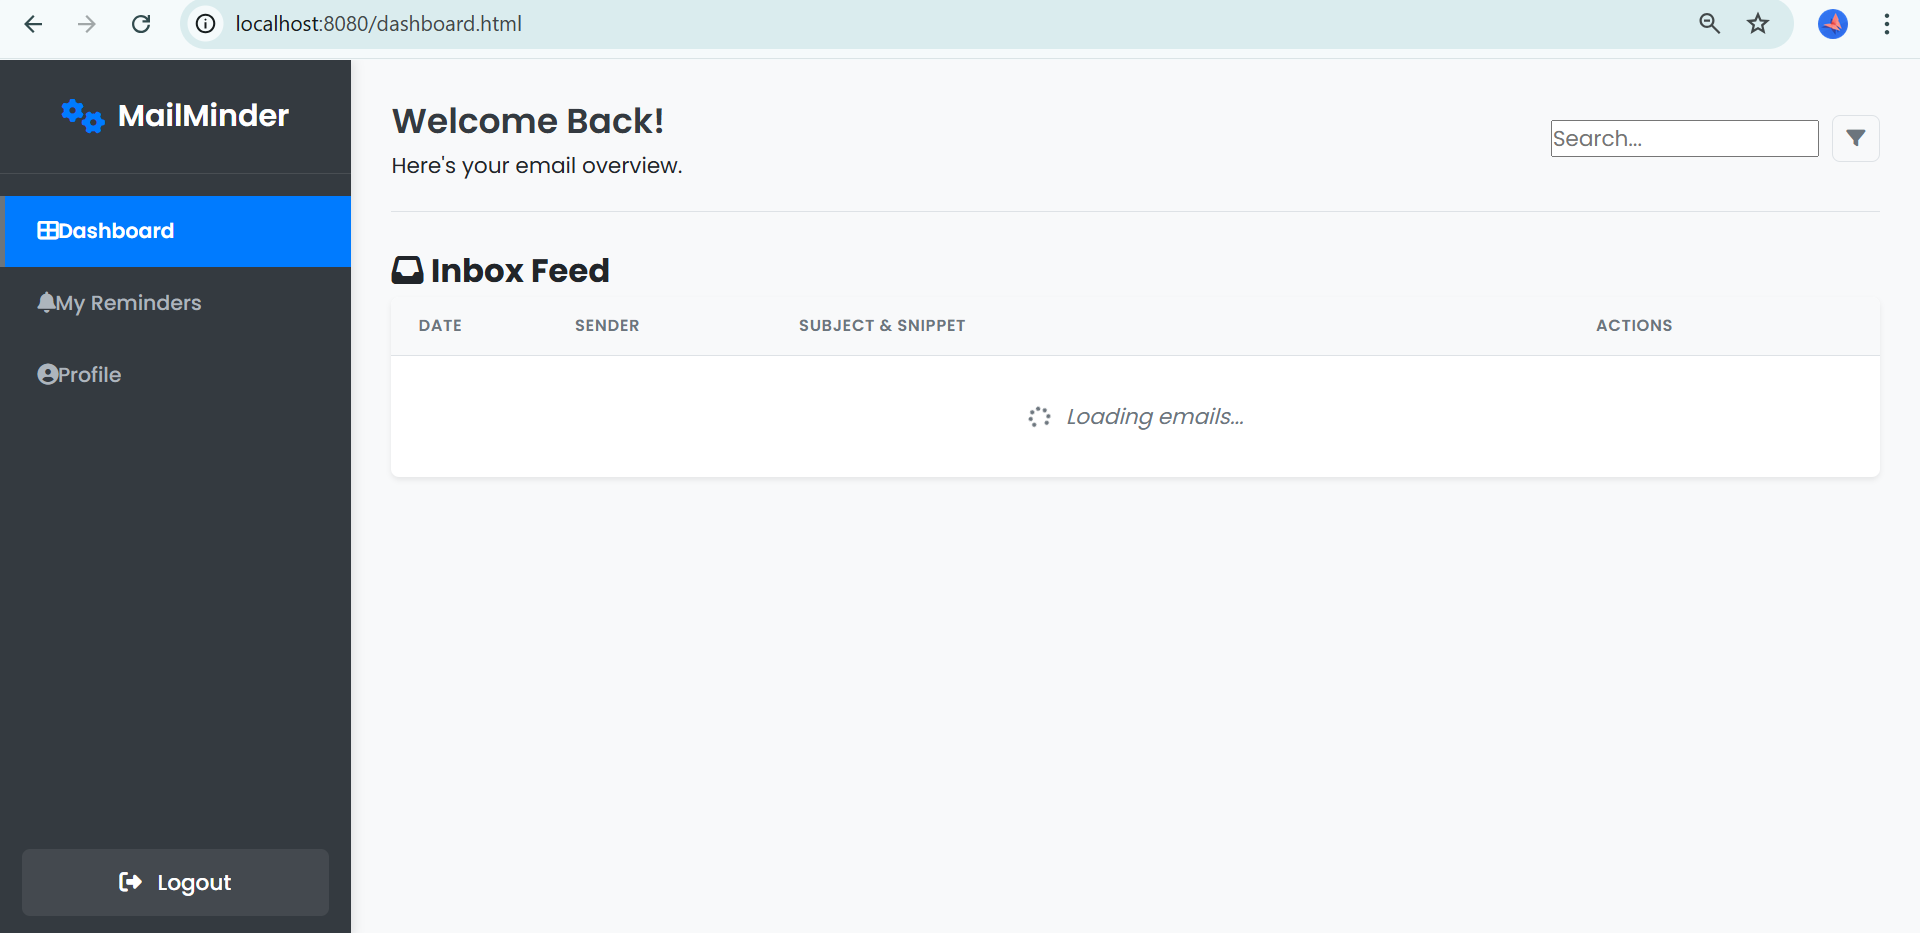 localhost:8080/dashboard.html
MailMinder
Dashboard
My Reminders
Profile
Logout
Welcome Back!
Here's your email overview.
Search...
Inbox Feed
DATE SENDER SUBJECT & SNIPPET ACTIONS
Loading emails...